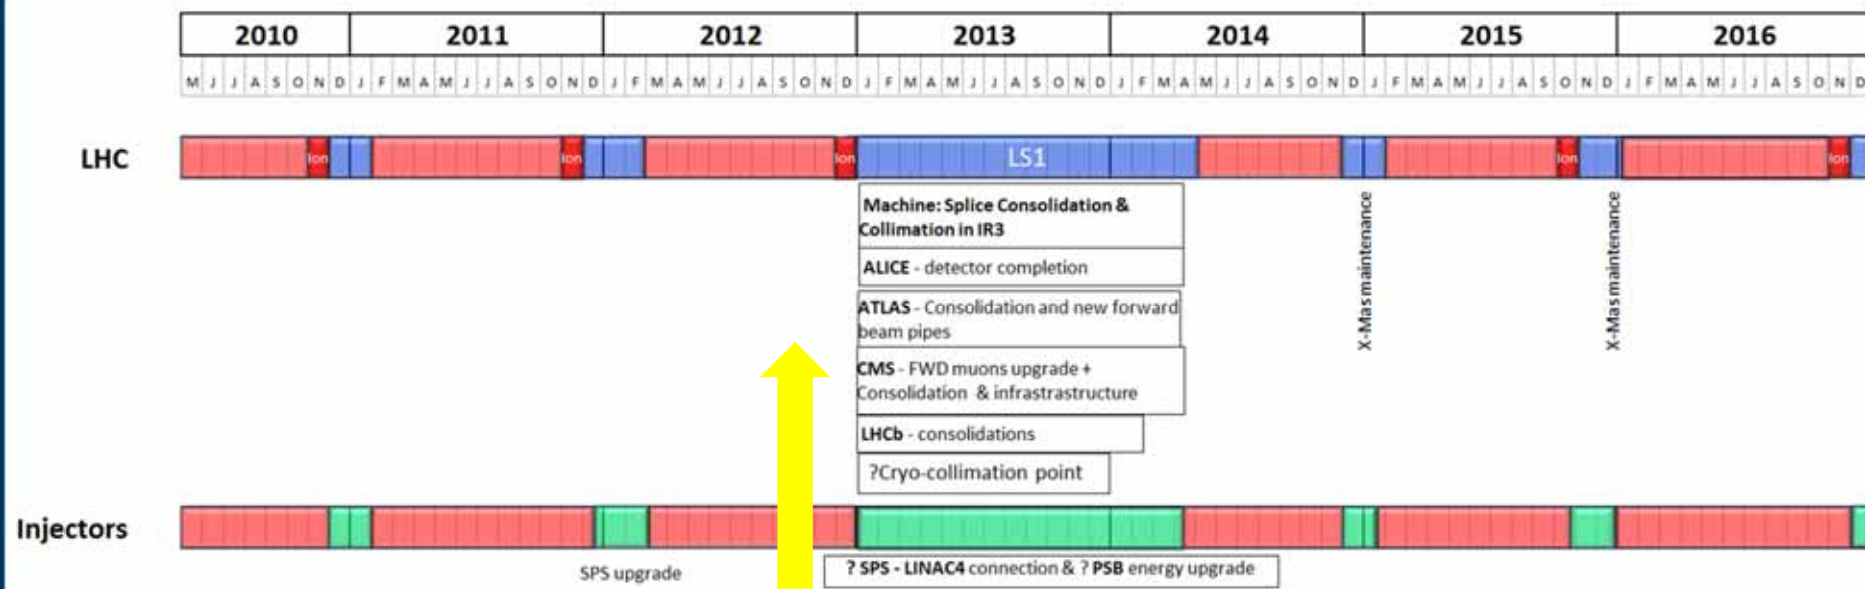 2010 2011 2012 2013 2014 2015 2016
M J J A S O N D J F M A M J J A S O N D J F M A M J J A S O N D J F M A M J J A S O N D J F M A M J J A S O N D J F M A M J J A S O N D J F M A M J J A S O N D
LHC Ion Ion Ion LS1 Ion Ion
Machine: Splice Consolidation &
Collimation in IR3
ALICE - detector completion
ATLAS - Consolidation and new forward
beam pipes
CMS - FWD muons upgrade +
Consolidation & infrastrastructure
LHCb - consolidations
?Cryo-collimation point
X-Mas maintenance
X-Mas maintenance
Injectors
SPS upgrade
? SPS - LINAC4 connection & ? PSB energy upgrade